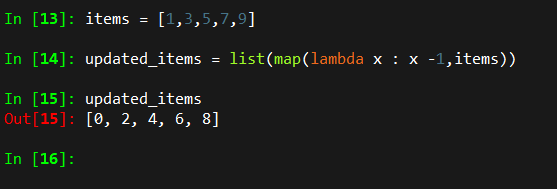 In [13]: items = [1,3,5,7,9]
In [14]: updated_items = list(map(lambda x : x -1,items))
In [15]: updated_items
Out[15]: [0, 2, 4, 6, 8]
In [16]: